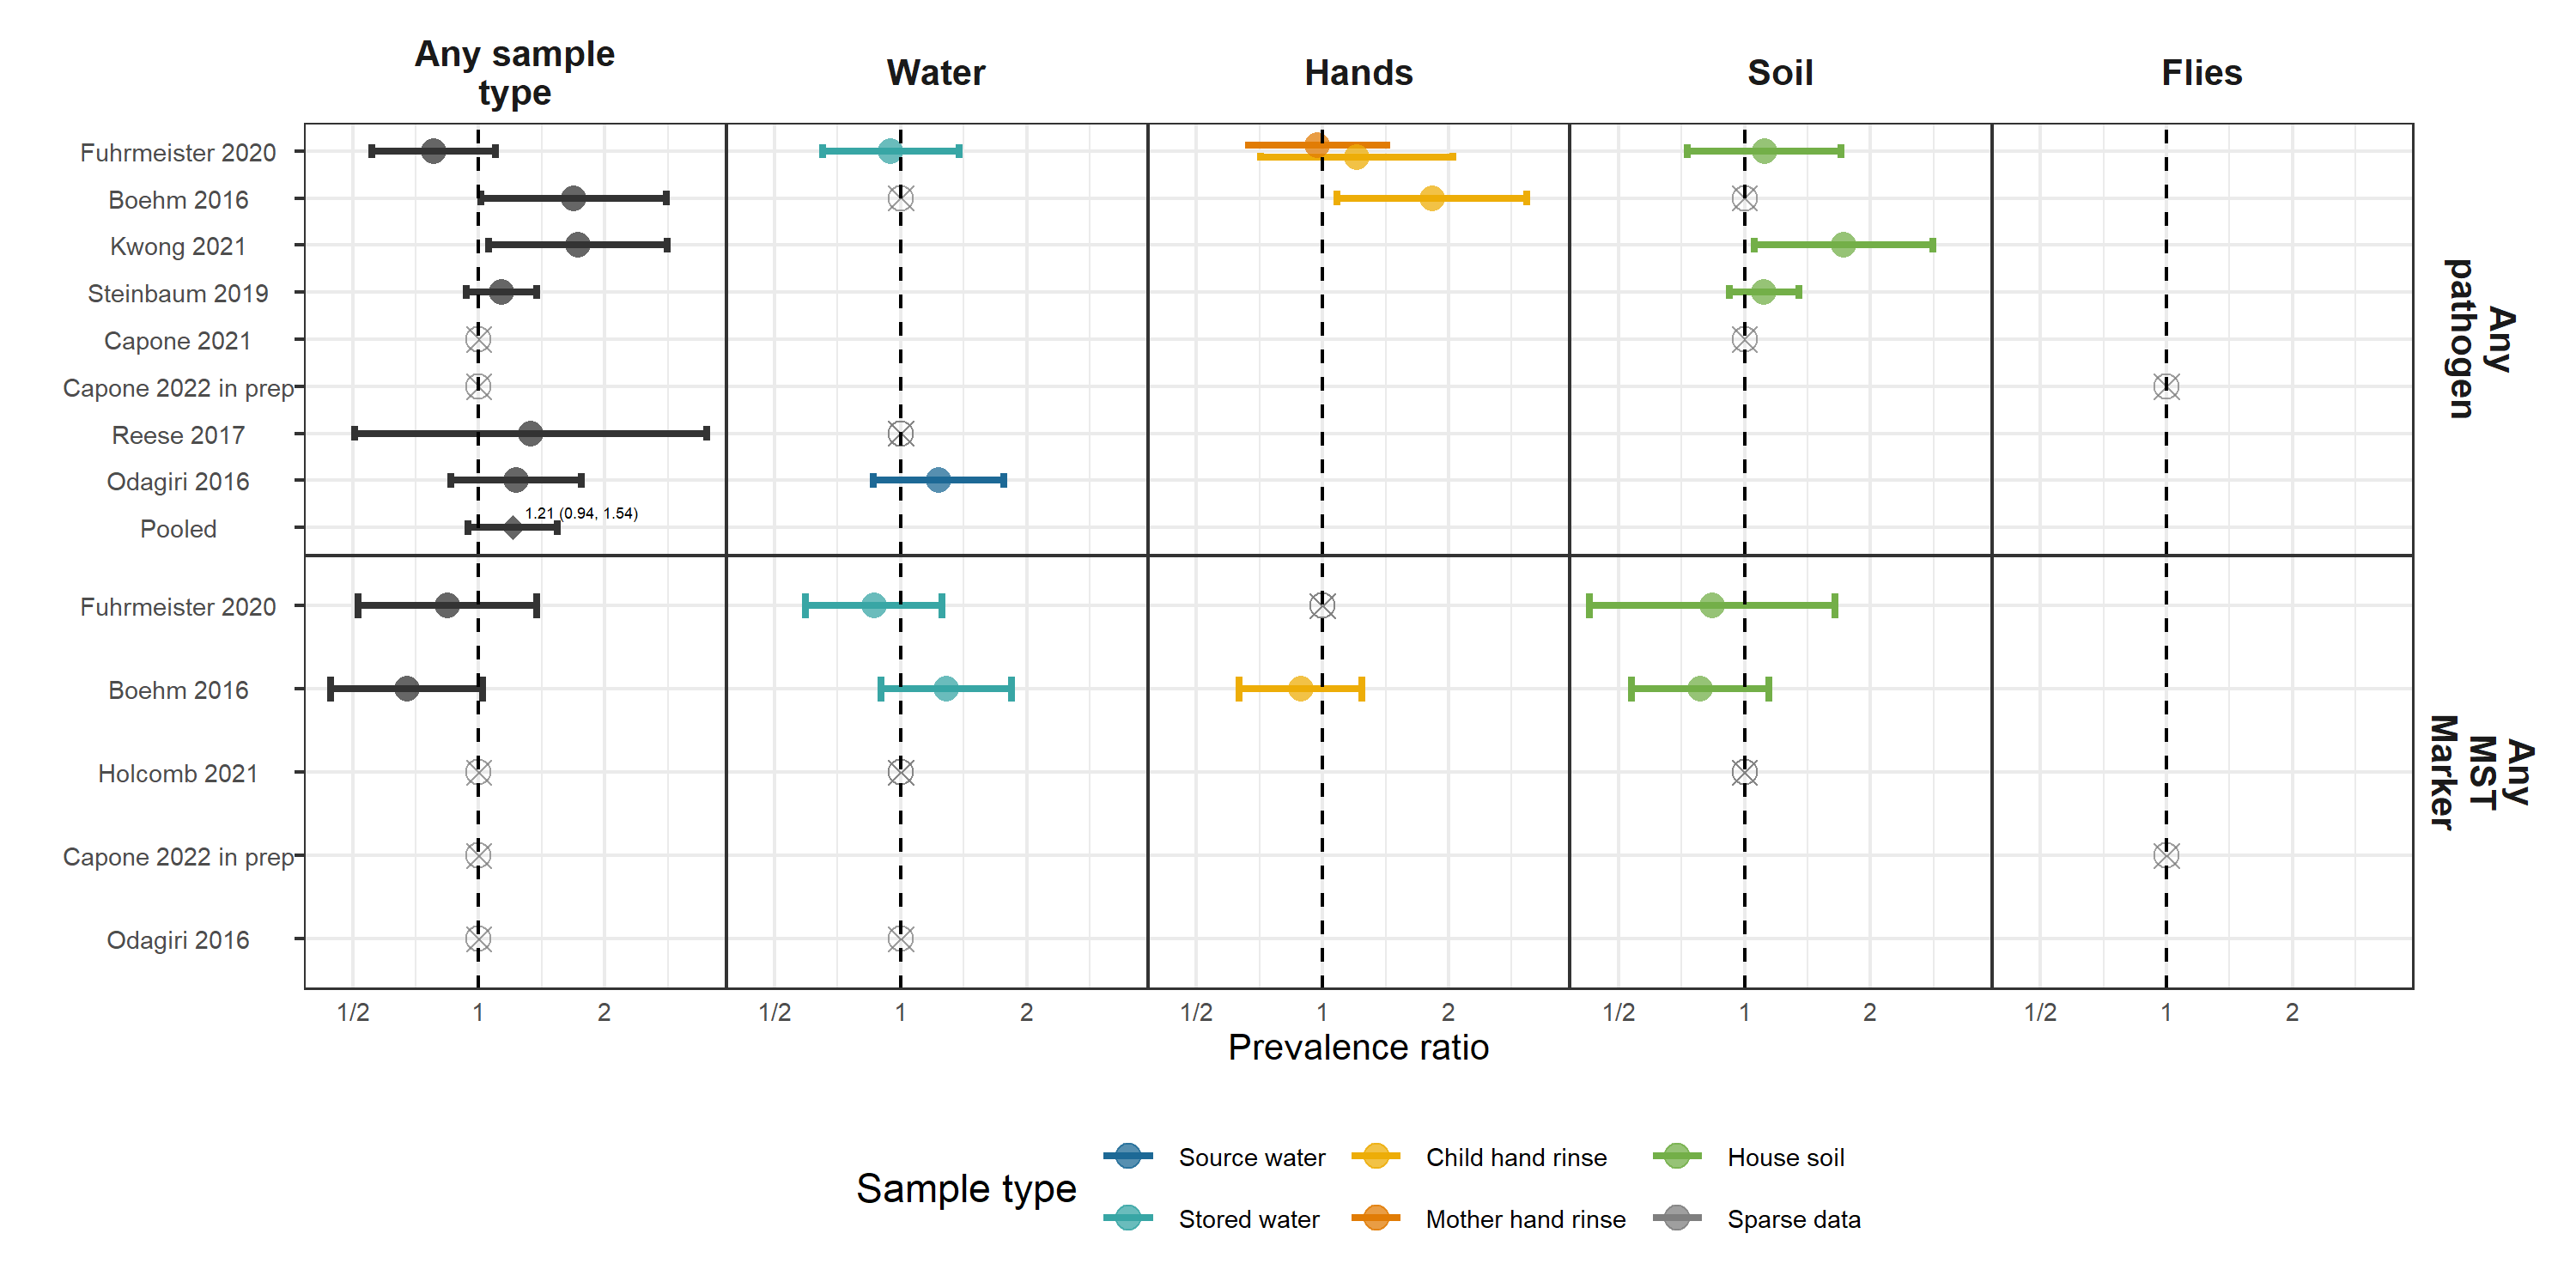 Any sample
type
Water
Hands
Soil
Flies
Fuhrmeister 2020
Boehm 2016
Kwong 2021
Steinbaum 2019
Capone 2021
Capone 2022 in prep
Reese 2017
Odagiri 2016
Pooled
1.21 (0.94, 1.54)
Any
pathogen
Fuhrmeister 2020
Boehm 2016
Holcomb 2021
Capone 2022 in prep
Odagiri 2016
Any
MST
Marker
1/2 1 2 1/2 1 2 1/2 1 2 1/2 1 2 1/2 1 2
Prevalence ratio
Sample type
Source water
Stored water
Child hand rinse
Mother hand rinse
House soil
Sparse data